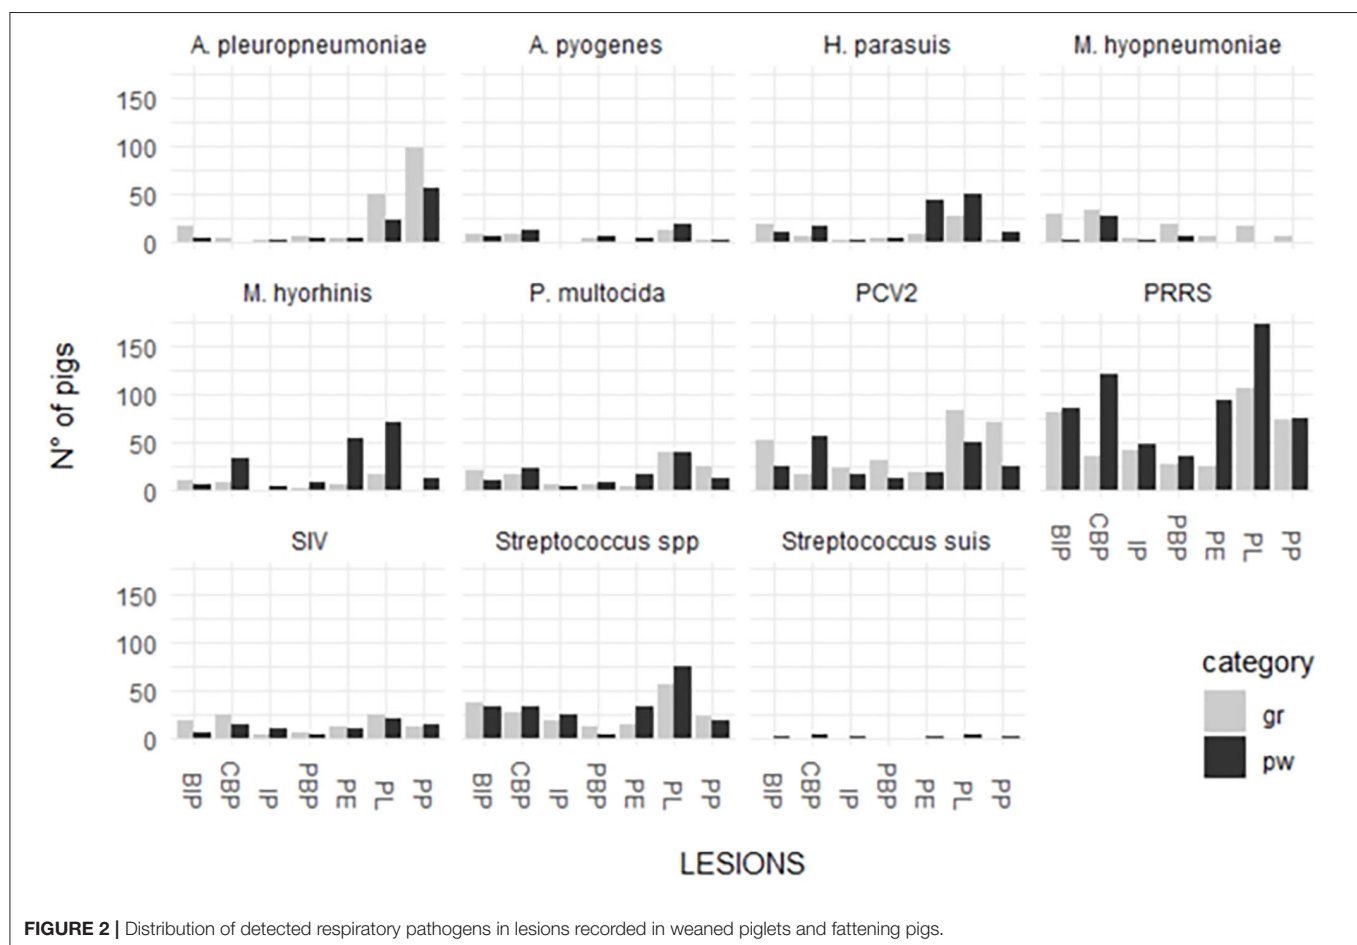 A. pleuropneumoniae
A. pyogenes
H. parasuis
M. hyopneumoniae
150
100
50
0
M. hyorhinis
P. multocida
PCV2
PRRS
150
100
50
0
N° of pigs
BIP
CBP
IP
PBP
PE
PL
PP
SIV
Streptococcus spp
Streptococcus suis
150
100
50
0
BIP
CBP
IP
PBP
PE
PL
PP
BIP
CBP
IP
PBP
PE
PL
PP
BIP
CBP
IP
PBP
PE
PL
PP
category
gr
pw
LESIONS
FIGURE 2 | Distribution of detected respiratory pathogens in lesions recorded in weaned piglets and fattening pigs.